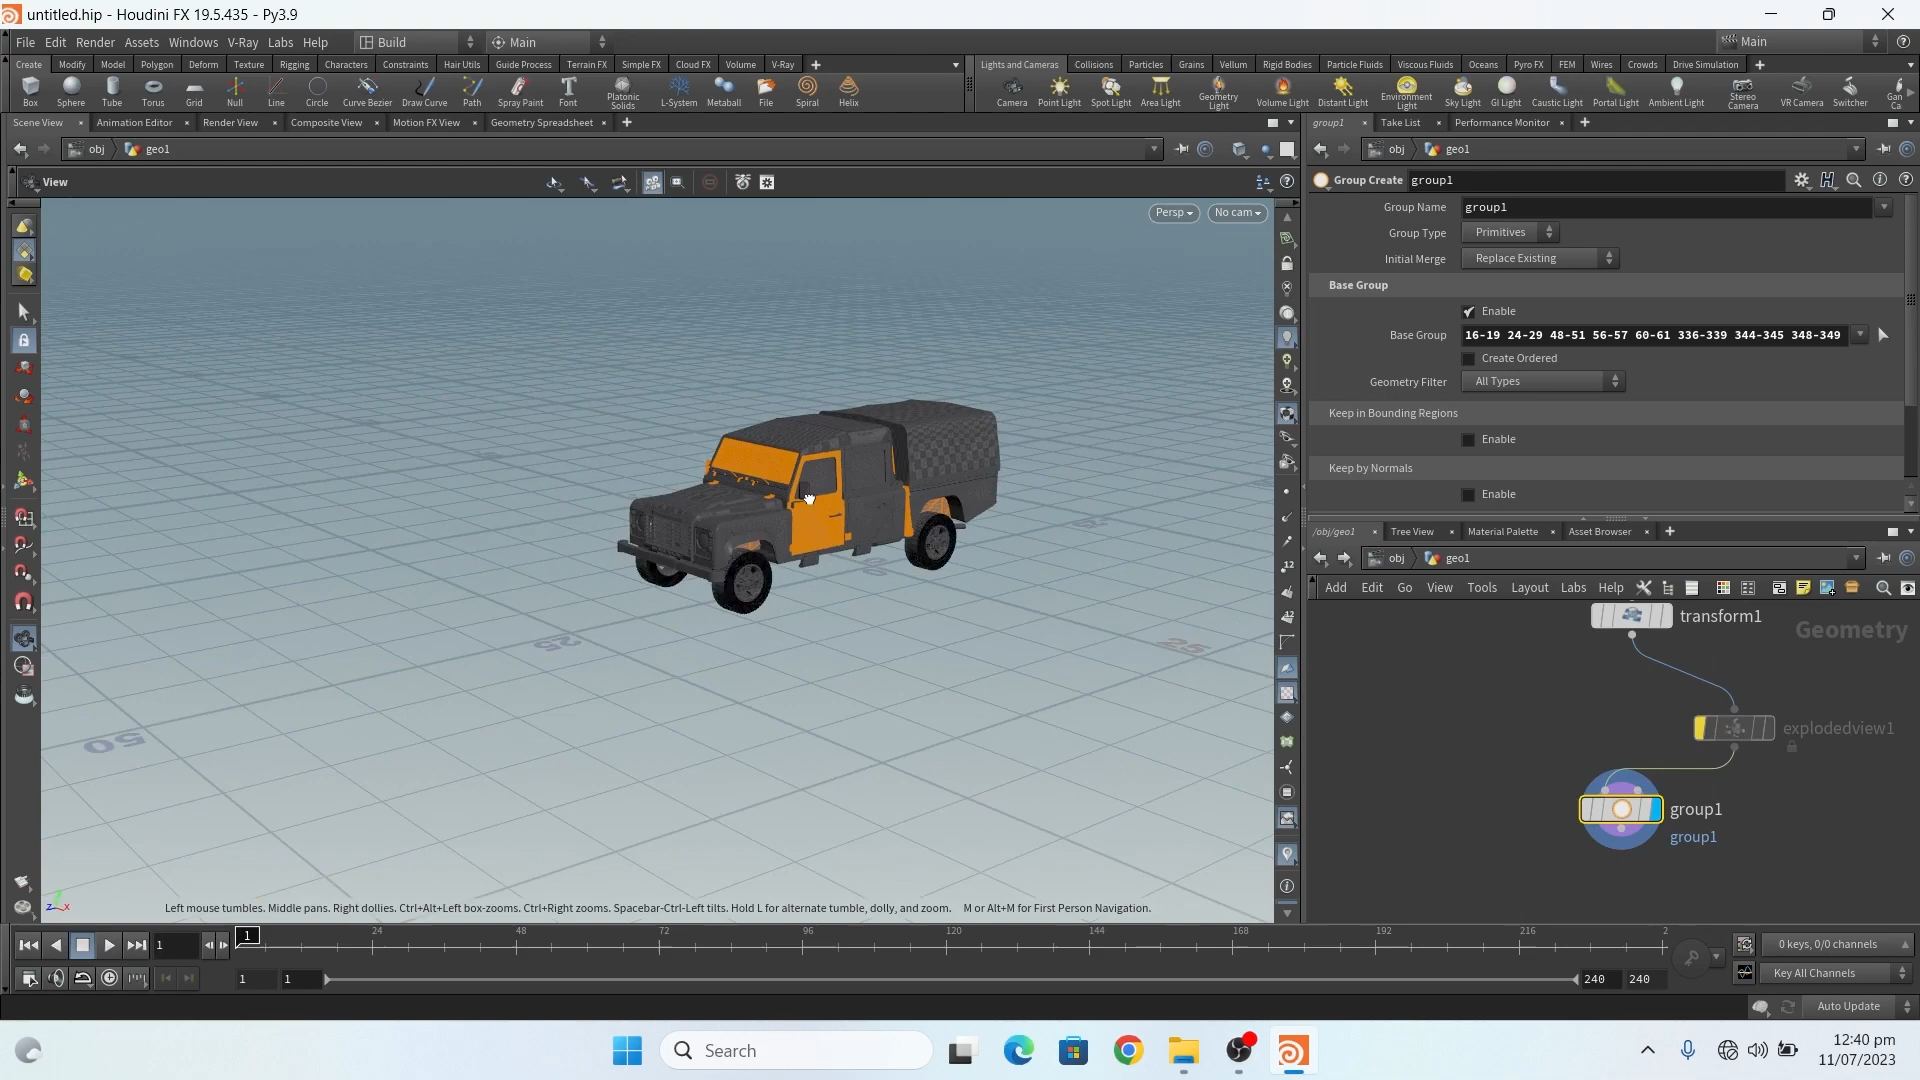 untitled.hip - Houdini FX 19.5.435 - Py3.9
File Edit Render Assets Windows V-Ray Labs Help Build Main Main
Create Modify Model Polygon Deform Texture Rigging Characters Constraints Hair Utils Guide Process Terrain FX Simple FX Cloud FX Volume V-Ray
Lights and Cameras Collisions Particles Grains Vellum Rigid Bodies Particle Fluids Viscous Fluids Oceans Pyro FX FEM Wires Crowds Drive Simulation
Box Sphere Tube Torus Grid Null Line Circle Curve Bezier Draw Curve Path Spray Paint Font Platonic Solids L-System Metaball File Spiral Helix
Camera Point Light Spot Light Area Light Geometry Light Volume Light Distant Light Environment Light Sky Light GI Light Caustic Light Portal Light Ambient Light Stereo Camera VR Camera Switcher Gan Ca
Scene View Animation Editor Render View Composite View Motion FX View Geometry Spreadsheet
group1 Take List Performance Monitor
obj geo1
obj geo1
View
Group Create group1
Persp No cam
Group Name group1
Group Type Primitives
Initial Merge Replace Existing
Base Group
Enable
Base Group 16-19 24-29 48-51 56-57 60-61 336-339 344-345 348-349
Create Ordered
Geometry Filter All Types
Keep in Bounding Regions
Enable
Keep by Normals
Enable
/obj/geo1 Tree View Material Palette Asset Browser
obj geo1
Add Edit Go View Tools Layout Labs Help
transform1
Geometry
explodedview1
group1
group1
25
25
50
Left mouse tumbles. Middle pans. Right dollies. Ctrl+Alt+Left box-zooms. Ctrl+Right zooms. Spacebar-Ctrl-Left tilts. Hold L for alternate tumble, dolly, and zoom. M or Alt+M for First Person Navigation.
z x
1 1 24 48 72 96 120 144 168 192 216 2
0 keys, 0/0 channels
1 1 240 240
Key All Channels
Auto Update
Search
12:40 pm
11/07/2023